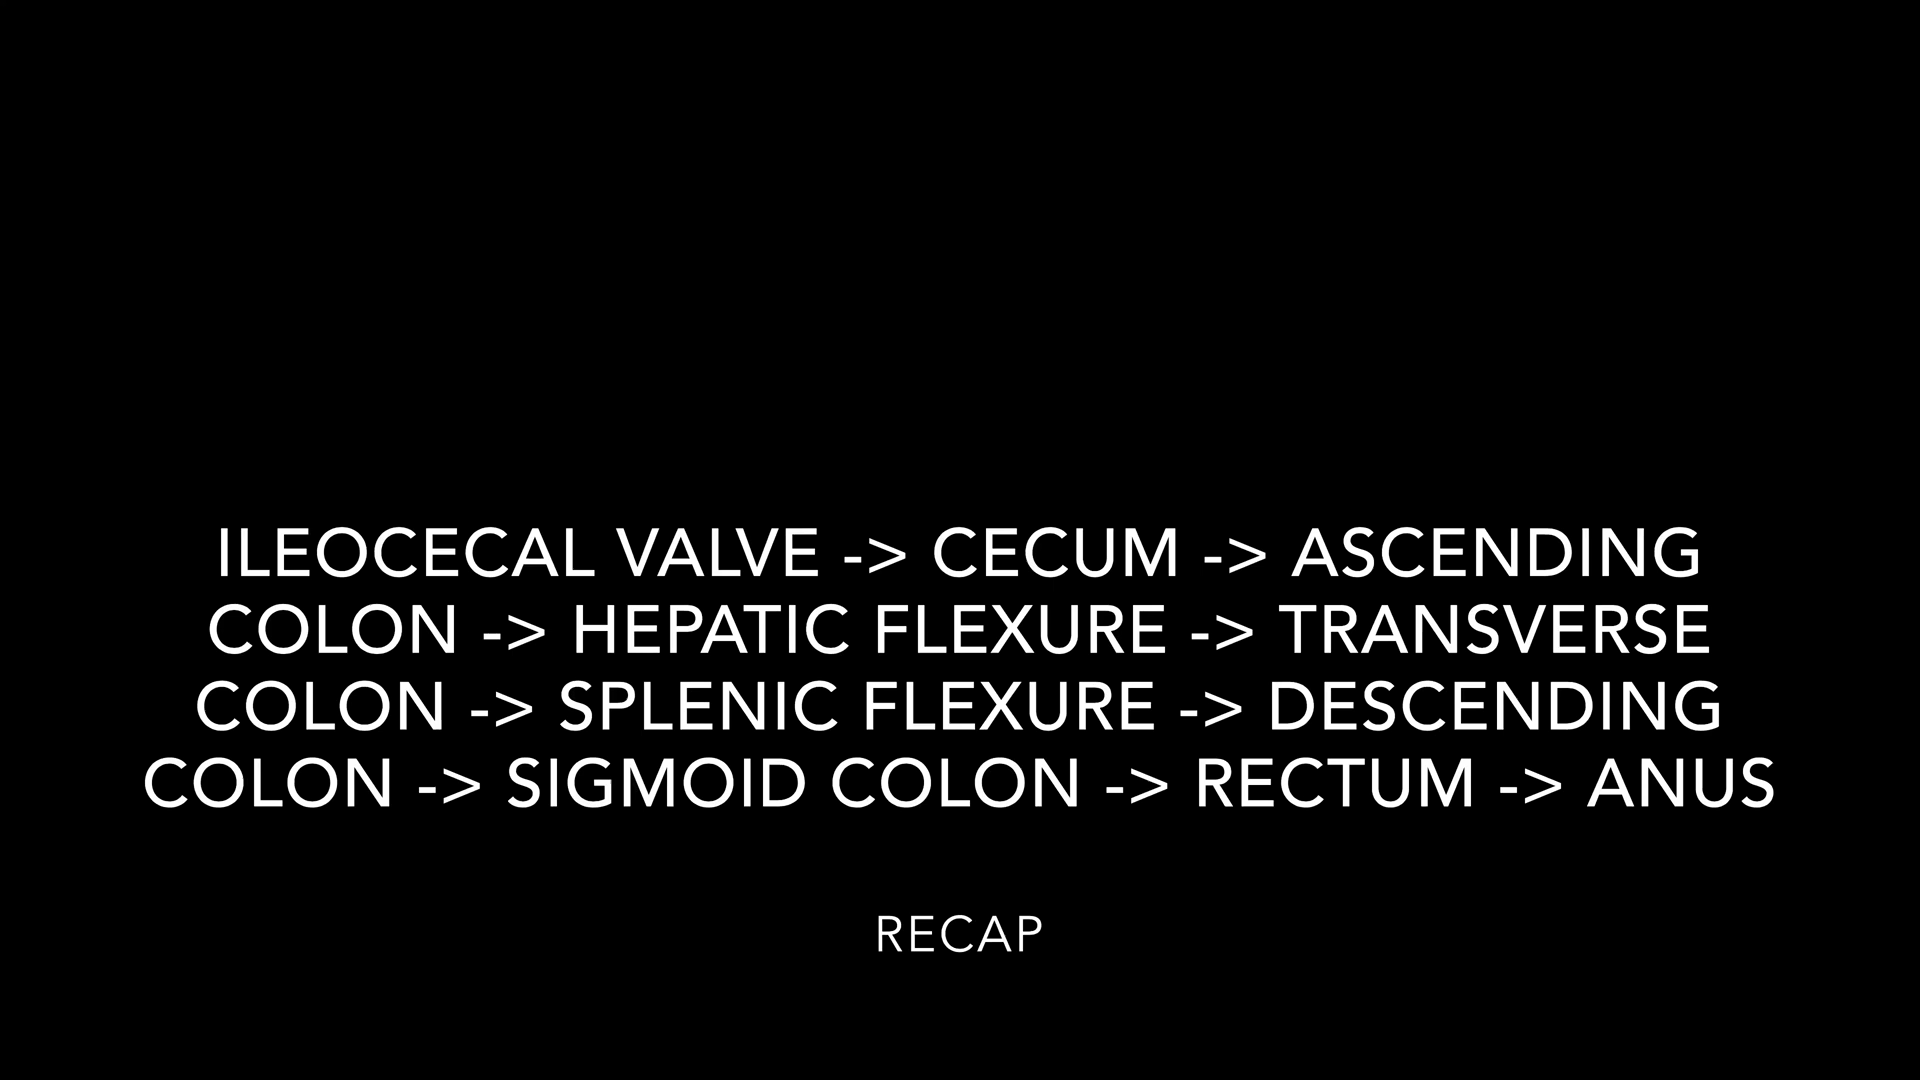 ILEOCECAL VALVE -> CECUM -> ASCENDING
COLON -> HEPATIC FLEXURE -> TRANSVERSE
COLON -> SPLENIC FLEXURE -> DESCENDING
COLON -> SIGMOID COLON -> RECTUM -> ANUS
RECAP